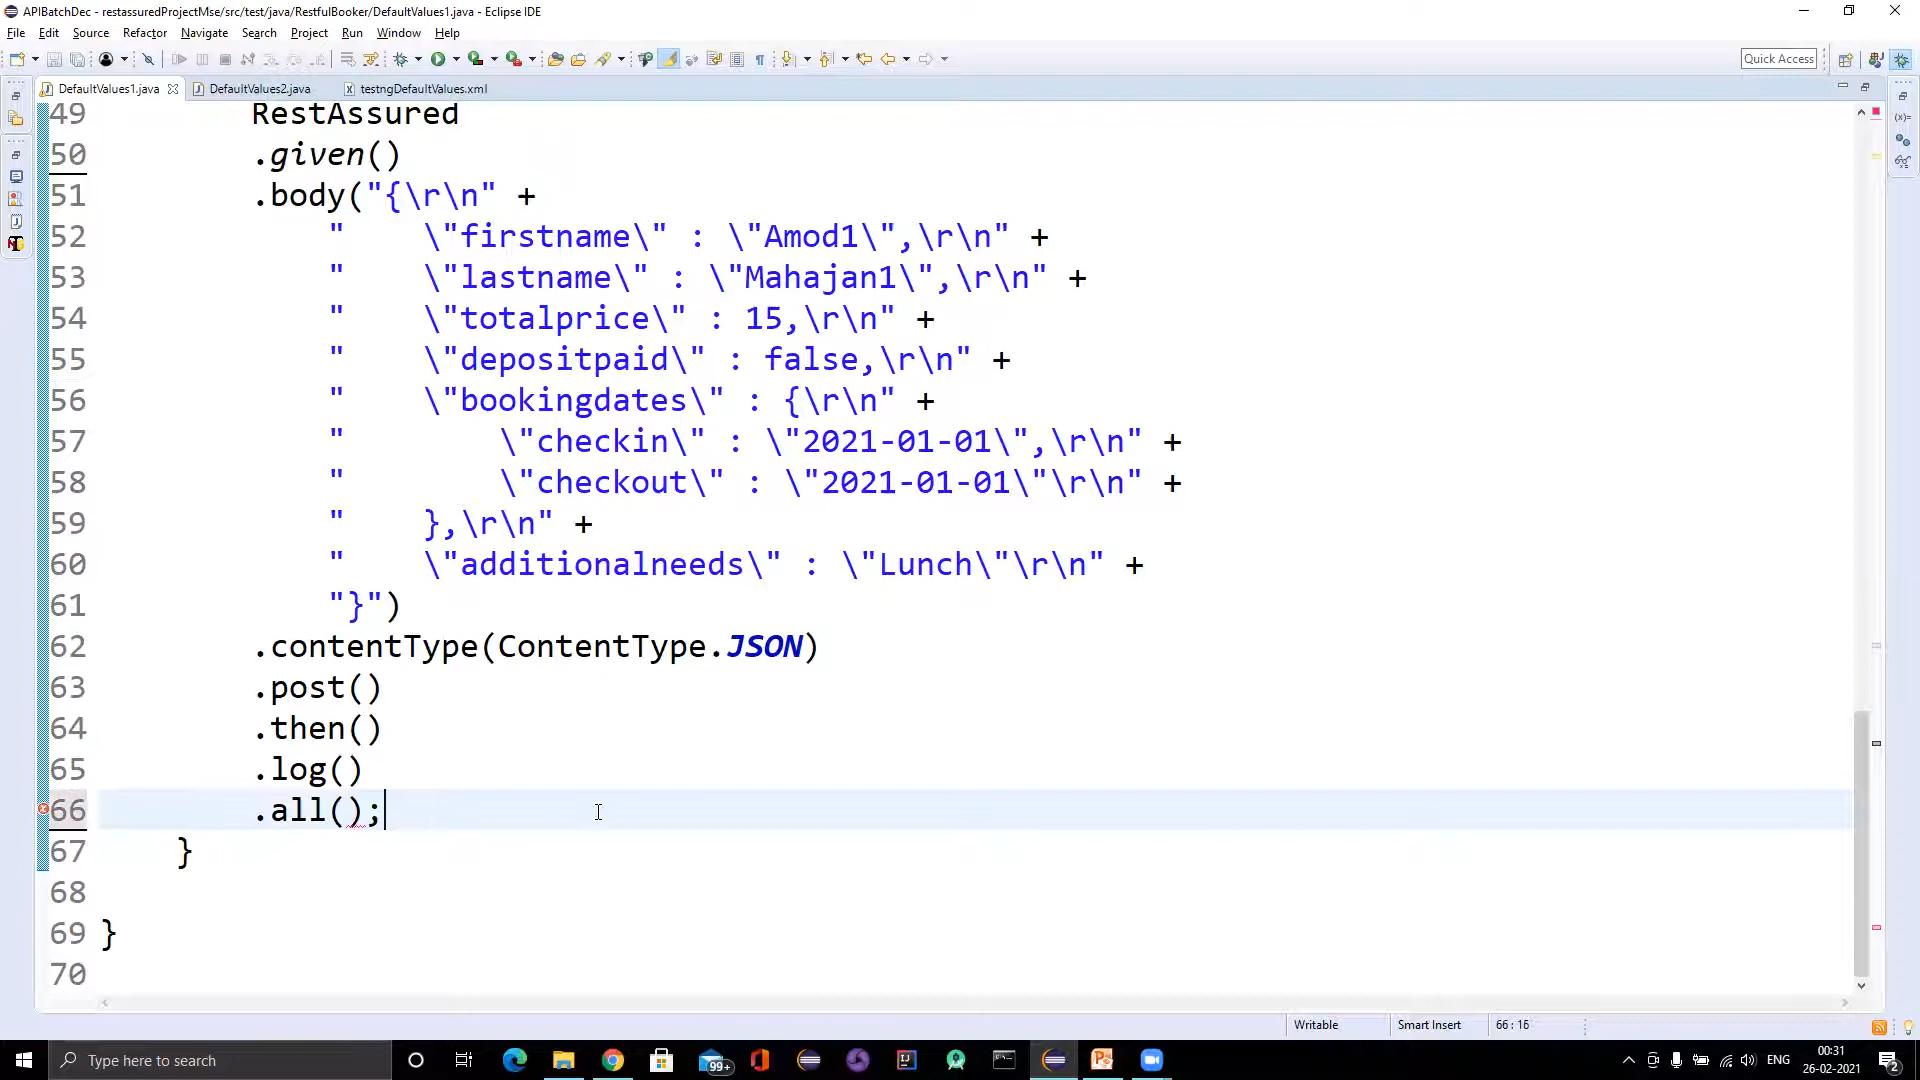 APIBatchDec - restassuredProjectMse/src/test/java/RestfulBooker/DefaultValues1.java - Eclipse IDE
File Edit Source Refactor Navigate Search Project Run Window Help
Quick Access
DefaultValues1.java DefaultValues2.java testngDefaultValues.xml
49 RestAssured
50 .given()
51 .body("{\r\n" +
52 " \"firstname\" : \"Amod1\",\r\n" +
53 " \"lastname\" : \"Mahajan1\",\r\n" +
54 " \"totalprice\" : 15,\r\n" +
55 " \"depositpaid\" : false,\r\n" +
56 " \"bookingdates\" : {\r\n" +
57 " \"checkin\" : \"2021-01-01\",\r\n" +
58 " \"checkout\" : \"2021-01-01\"\r\n" +
59 " },\r\n" +
60 " \"additionalneeds\" : \"Lunch\"\r\n" +
61 "}")
62 .contentType(ContentType.JSON)
63 .post()
64 .then()
65 .log()
66 .all();
67 }
68
69 }
70
Writable Smart Insert 66 : 16
Type here to search
99+
ENG
00:31
26-02-2021
2